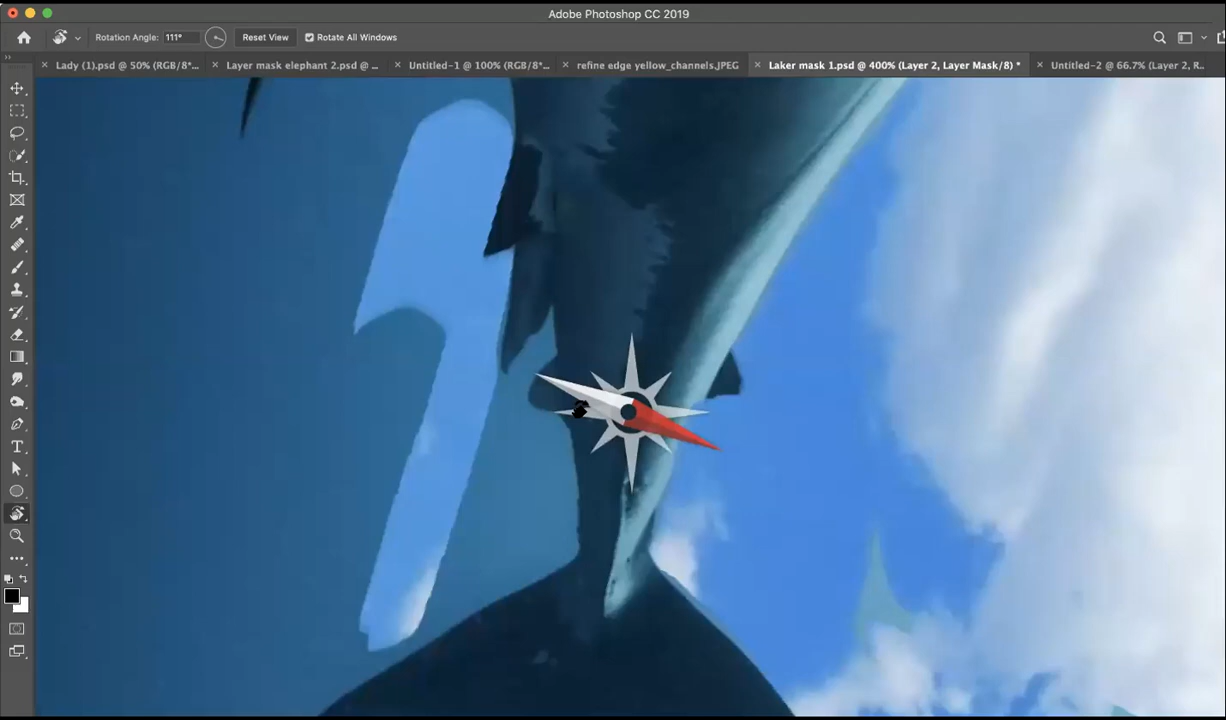 Adobe Photoshop CC 2019
Rotation Angle: 111° Reset View Rotate All Windows
Lady (1).psd @ 50% (RGB/8*... Layer mask elephant 2.psd @ ... Untitled-1 @ 100% (RGB/8*... refine edge yellow_channels.JPEG Laker mask 1.psd @ 400% (Layer 2, Layer Mask/8) * Untitled-2 @ 66.7% (Layer 2, R...
T